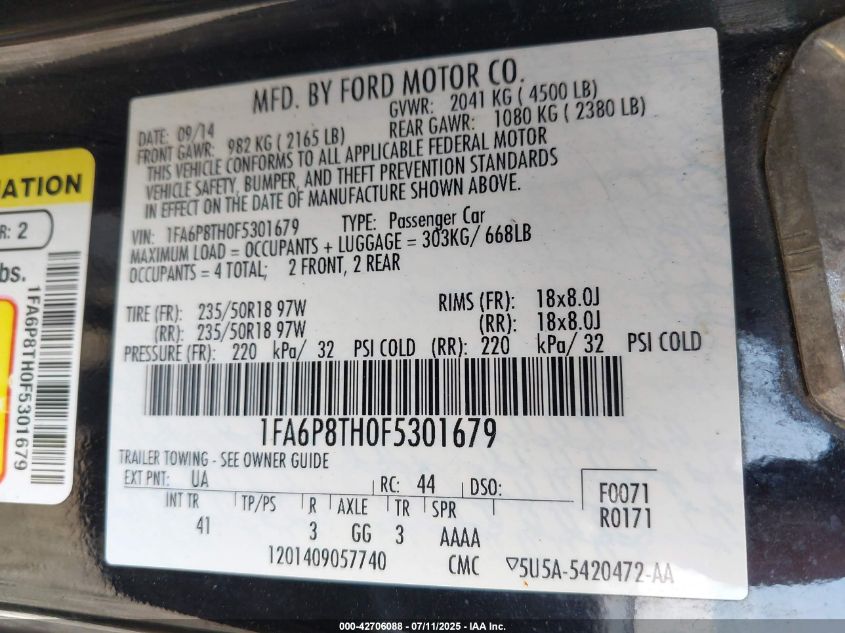 MFD. BY FORD MOTOR CO.
DATE: 09/14 GVWR: 2041 KG ( 4500 LB)
FRONT GAWR: 982 KG ( 2165 LB) REAR GAWR: 1080 KG ( 2380 LB)
THIS VEHICLE CONFORMS TO ALL APPLICABLE FEDERAL MOTOR
VEHICLE SAFETY, BUMPER, AND THEFT PREVENTION STANDARDS
IN EFFECT ON THE DATE OF MANUFACTURE SHOWN ABOVE.
VIN: 1FA6P8TH0F5301679 TYPE: Passenger Car
MAXIMUM LOAD = OCCUPANTS + LUGGAGE = 303KG/ 668LB
OCCUPANTS = 4 TOTAL; 2 FRONT, 2 REAR
TIRE (FR): 235/50R18 97W RIMS (FR): 18x8.0J
(RR): 235/50R18 97W (RR): 18x8.0J
PRESSURE (FR): 220 kPa/ 32 PSI COLD (RR): 220 kPa/ 32 PSI COLD
1FA6P8TH0F5301679
TRAILER TOWING - SEE OWNER GUIDE
EXT PNT: UA RC: 44 DSO:
F0071
R0171
INT TR TP/PS R AXLE TR SPR
41 3 GG 3 AAAA
1201409057740 CMC 5U5A-5420472-AA
R: 2
bs.
1FA6P8TH0F5301679
000-42706088 - 07/11/2025 - IAA Inc.